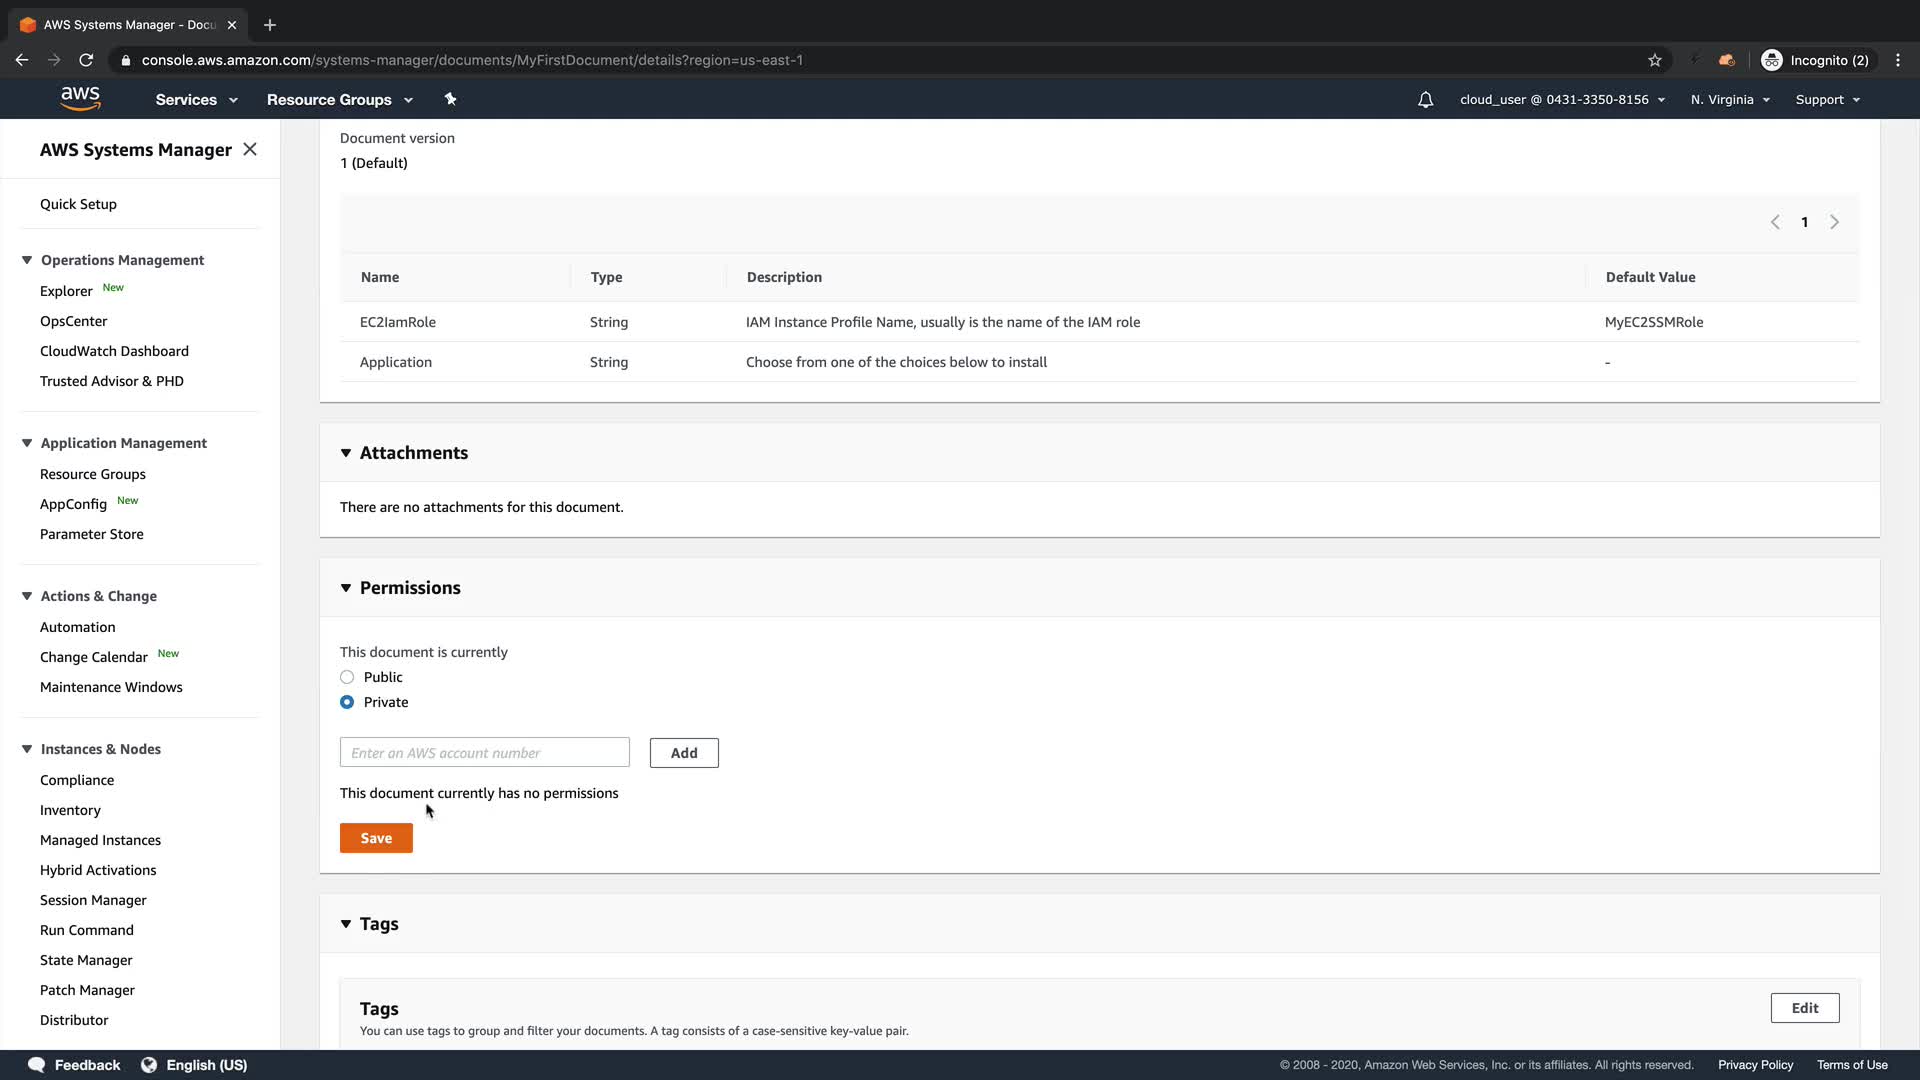 AWS Systems Manager - Docu
console.aws.amazon.com/systems-manager/documents/MyFirstDocument/details?region=us-east-1
Incognito (2)
aws
Services
Resource Groups
cloud_user @ 0431-3350-8156
N. Virginia
Support
AWS Systems Manager
Quick Setup
Operations Management
Explorer New
OpsCenter
CloudWatch Dashboard
Trusted Advisor & PHD
Application Management
Resource Groups
AppConfig New
Parameter Store
Actions & Change
Automation
Change Calendar New
Maintenance Windows
Instances & Nodes
Compliance
Inventory
Managed Instances
Hybrid Activations
Session Manager
Run Command
State Manager
Patch Manager
Distributor
Document version
1 (Default)
1
Name Type Description Default Value
EC2IamRole String IAM Instance Profile Name, usually is the name of the IAM role MyEC2SSMRole
Application String Choose from one of the choices below to install -
Attachments
There are no attachments for this document.
Permissions
This document is currently
Public
Private
Enter an AWS account number
Add
This document currently has no permissions
Save
Tags
Tags
You can use tags to group and filter your documents. A tag consists of a case-sensitive key-value pair.
Edit
Feedback
English (US)
© 2008 - 2020, Amazon Web Services, Inc. or its affiliates. All rights reserved.
Privacy Policy
Terms of Use